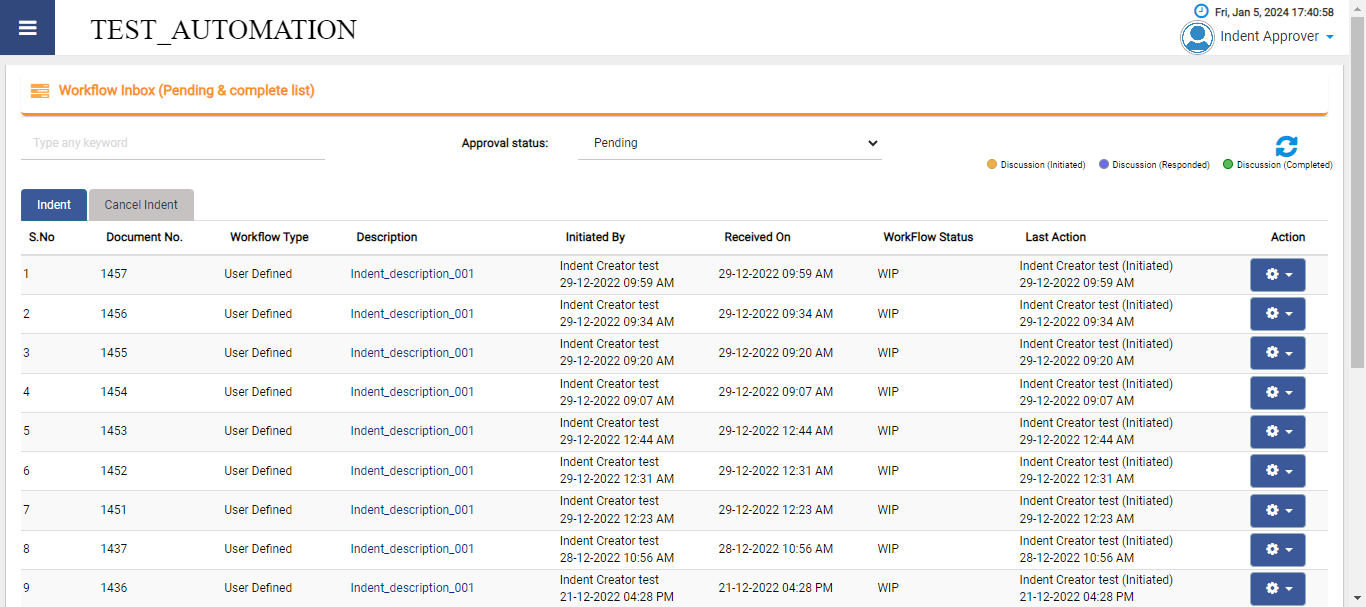 TEST_AUTOMATION
Fri, Jan 5, 2024 17:40:58
Indent Approver
Workflow Inbox (Pending & complete list)
Type any keyword
Approval status:
Pending
Discussion (Initiated)
Discussion (Responded)
Discussion (Completed)
Indent
Cancel Indent
S.No Document No. Workflow Type Description Initiated By Received On WorkFlow Status Last Action Action
1 1457 User Defined Indent_description_001 Indent Creator test 29-12-2022 09:59 AM WIP Indent Creator test (Initiated)
29-12-2022 09:59 AM 29-12-2022 09:59 AM
2 1456 User Defined Indent_description_001 Indent Creator test 29-12-2022 09:34 AM WIP Indent Creator test (Initiated)
29-12-2022 09:34 AM 29-12-2022 09:34 AM
3 1455 User Defined Indent_description_001 Indent Creator test 29-12-2022 09:20 AM WIP Indent Creator test (Initiated)
29-12-2022 09:20 AM 29-12-2022 09:20 AM
4 1454 User Defined Indent_description_001 Indent Creator test 29-12-2022 09:07 AM WIP Indent Creator test (Initiated)
29-12-2022 09:07 AM 29-12-2022 09:07 AM
5 1453 User Defined Indent_description_001 Indent Creator test 29-12-2022 12:44 AM WIP Indent Creator test (Initiated)
29-12-2022 12:44 AM 29-12-2022 12:44 AM
6 1452 User Defined Indent_description_001 Indent Creator test 29-12-2022 12:31 AM WIP Indent Creator test (Initiated)
29-12-2022 12:31 AM 29-12-2022 12:31 AM
7 1451 User Defined Indent_description_001 Indent Creator test 29-12-2022 12:23 AM WIP Indent Creator test (Initiated)
29-12-2022 12:23 AM 29-12-2022 12:23 AM
8 1437 User Defined Indent_description_001 Indent Creator test 28-12-2022 10:56 AM WIP Indent Creator test (Initiated)
28-12-2022 10:56 AM 28-12-2022 10:56 AM
9 1436 User Defined Indent_description_001 Indent Creator test 21-12-2022 04:28 PM WIP Indent Creator test (Initiated)
21-12-2022 04:28 PM 21-12-2022 04:28 PM